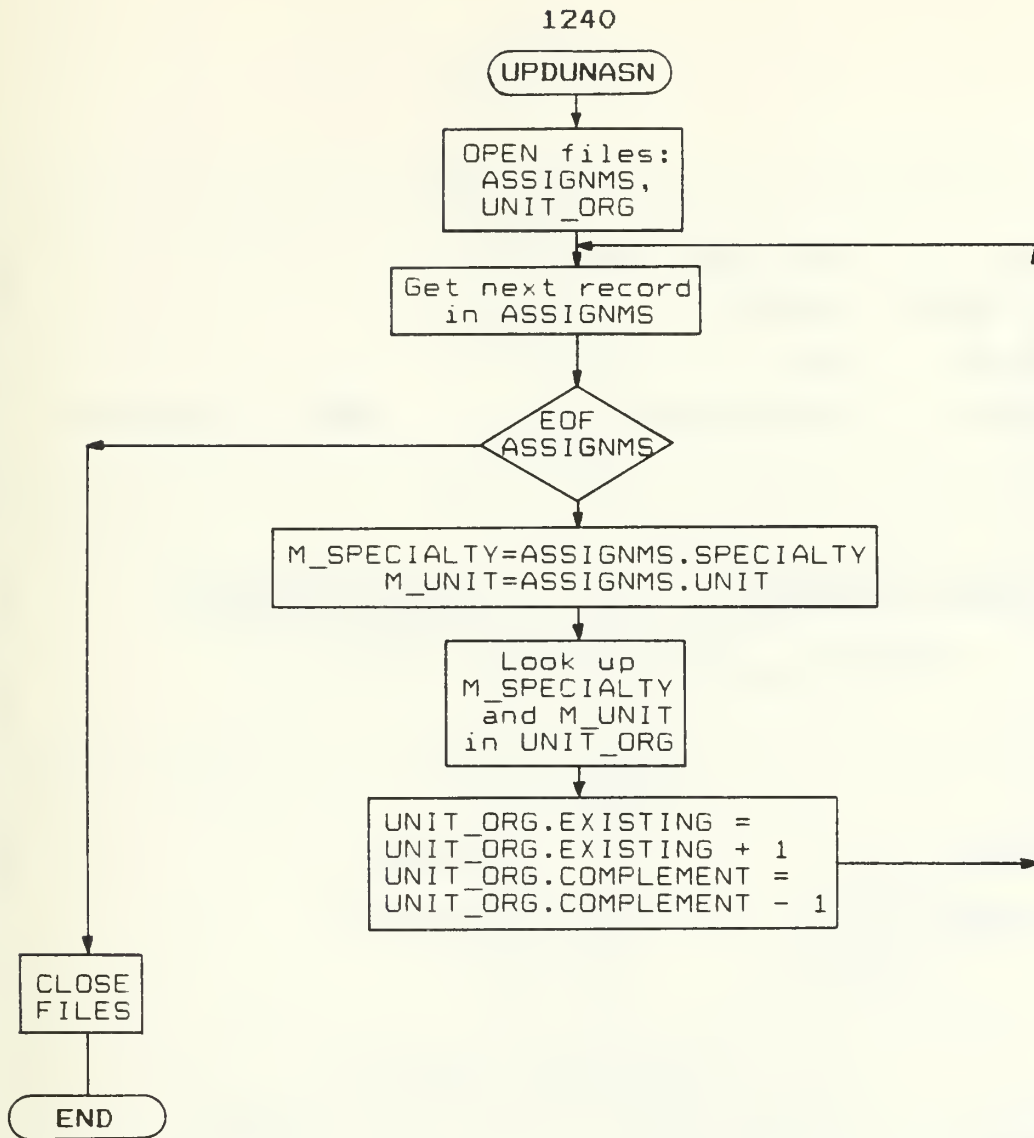 1240
UPDUNASN
OPEN files:
ASSIGNMS,
UNIT_ORG
Get next record
in ASSIGNMS
EOF
ASSIGNMS
M_SPECIALTY=ASSIGNMS.SPECIALTY
M_UNIT=ASSIGNMS.UNIT
Look up
M_SPECIALTY
and M_UNIT
in UNIT_ORG
UNIT_ORG.EXISTING =
UNIT_ORG.EXISTING + 1
UNIT_ORG.COMPLEMENT =
UNIT_ORG.COMPLEMENT - 1
CLOSE
FILES
END